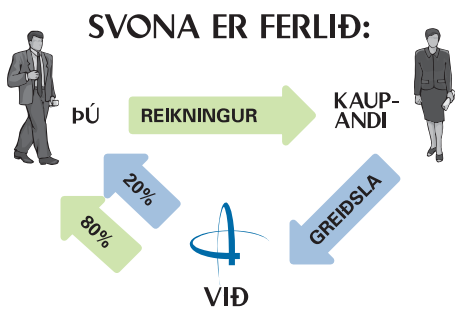 SVONA ER FERLIÐ:
ÞÚ
REIKNINGUR
KAUP-
ANDI
20%
80%
GREIÐSLA
VIÐ